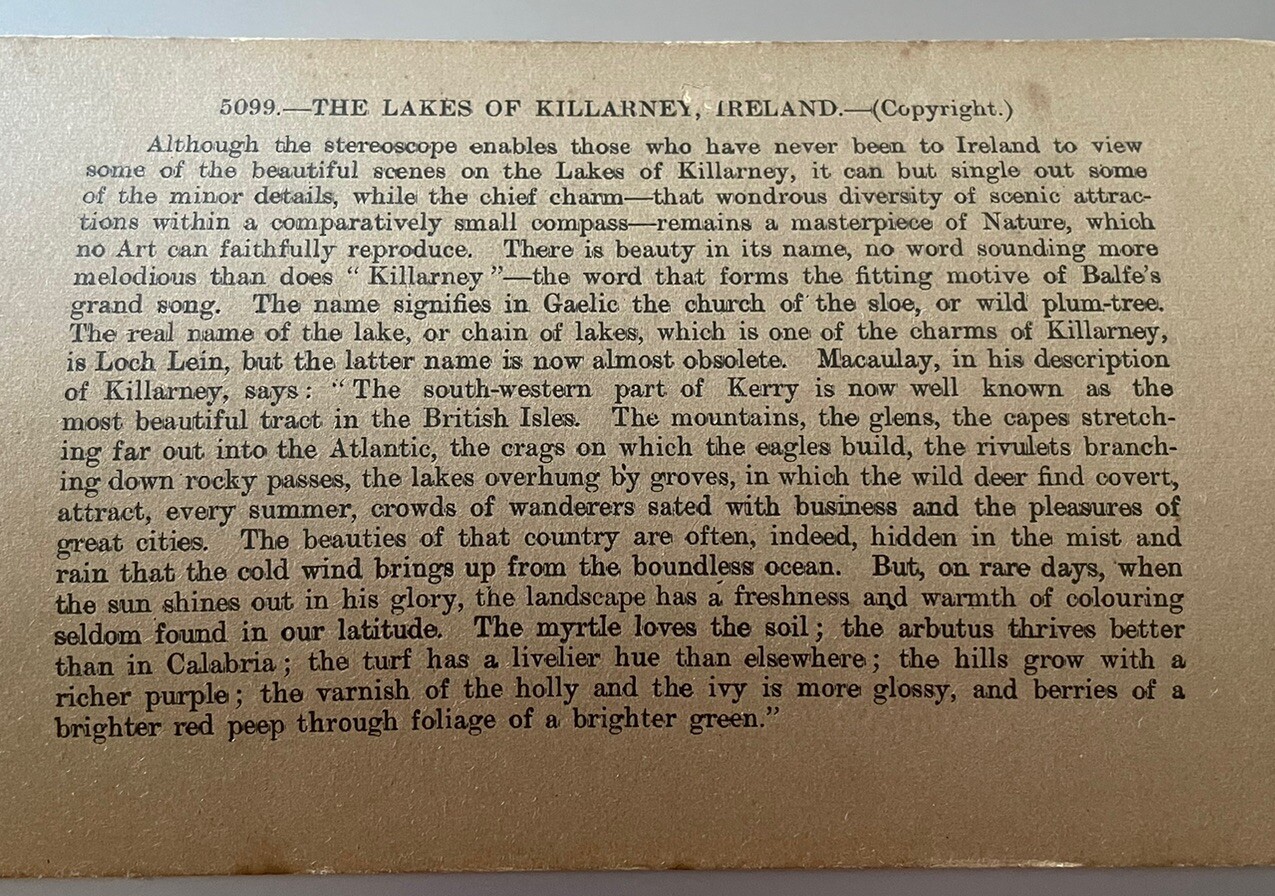 5099.—THE LAKES OF KILLARNEY, IRELAND.—(Copyright.)
Although the stereoscope enables those who have never been to Ireland to view
some of the beautiful scenes on the Lakes of Killarney, it can but single out some
of the minor details, while the chief charm—that wondrous diversity of scenic attrac-
tions within a comparatively small compass—remains a masterpiece of Nature, which
no Art can faithfully reproduce. There is beauty in its name, no word sounding more
melodious than does “Killarney”—the word that forms the fitting motive of Balfe’s
grand song. The name signifies in Gaelic the church of the sloe, or wild plum-tree.
The real name of the lake, or chain of lakes, which is one of the charms of Killarney,
is Loch Lein, but the latter name is now almost obsolete. Macaulay, in his description
of Killarney, says: “The south-western part of Kerry is now well known as the
most beautiful tract in the British Isles. The mountains, the glens, the capes stretch-
ing far out into the Atlantic, the crags on which the eagles build, the rivulets branch-
ing down rocky passes, the lakes overhung by groves, in which the wild deer find covert,
attract, every summer, crowds of wanderers sated with business and the pleasures of
great cities. The beauties of that country are often, indeed, hidden in the mist and
rain that the cold wind brings up from the boundless ocean. But, on rare days, when
the sun shines out in his glory, the landscape has a freshness and warmth of colouring
seldom found in our latitude. The myrtle loves the soil; the arbutus thrives better
than in Calabria; the turf has a livelier hue than elsewhere; the hills grow with a
richer purple; the varnish of the holly and the ivy is more glossy, and berries of a
brighter red peep through foliage of a brighter green.”